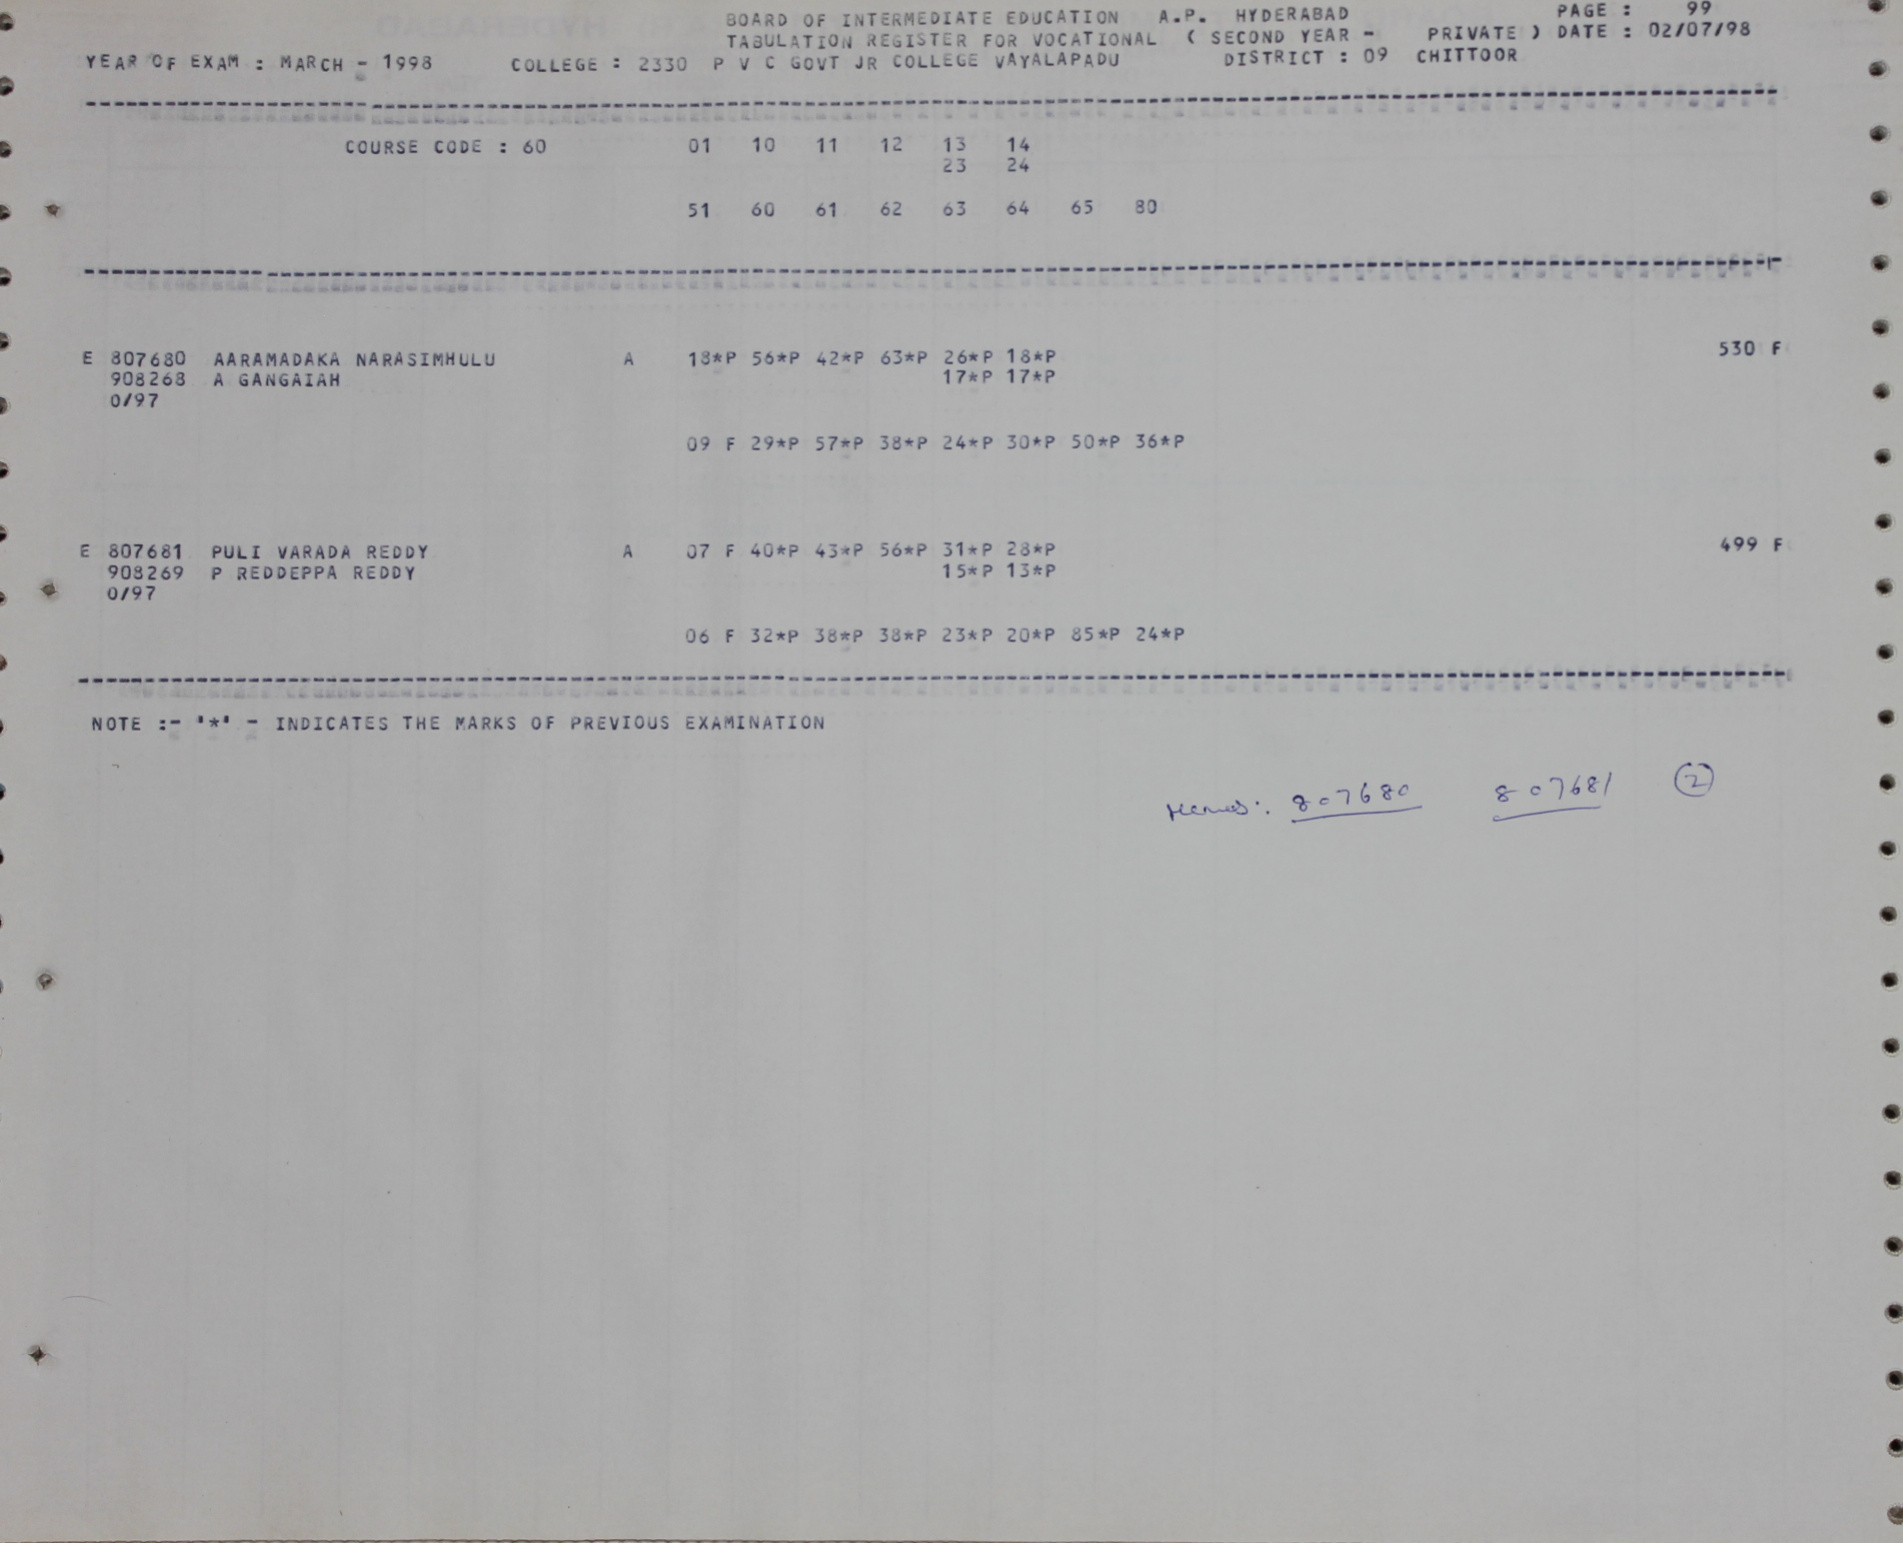 BOARD OF INTERMEDIATE EDUCATION A.P. HYDERABAD PAGE : 99
TABULATION REGISTER FOR VOCATIONAL ( SECOND YEAR - PRIVATE ) DATE : 02/07/98
YEAR OF EXAM : MARCH - 1998 COLLEGE : 2330 P V C GOVT JR COLLEGE VAYALAPADU DISTRICT : 09 CHITTOOR
COURSE CODE : 60 01 10 11 12 13 14
23 24
51 60 61 62 63 64 65 80
E 807680 AARAMADAKA NARASIMHULU A 18*P 56*P 42*P 63*P 26*P 18*P 530 F
908268 A GANGAIAH 17*P 17*P
0/97
09 F 29*P 57*P 38*P 24*P 30*P 50*P 36*P
E 807681 PULI VARADA REDDY A 07 F 40*P 43*P 56*P 31*P 28*P 499 F
908269 P REDDEPPA REDDY 15*P 13*P
0/97
06 F 32*P 38*P 38*P 23*P 20*P 85*P 24*P
NOTE :- '*' - INDICATES THE MARKS OF PREVIOUS EXAMINATION
807680 807681 2